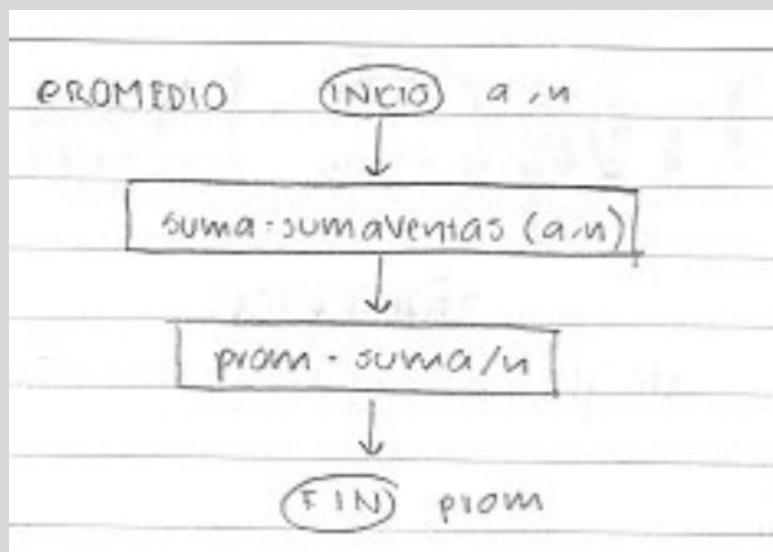 PROMEDIO INICIO a,n
suma = sumaVentas (a,n)
prom = suma/n
FIN prom